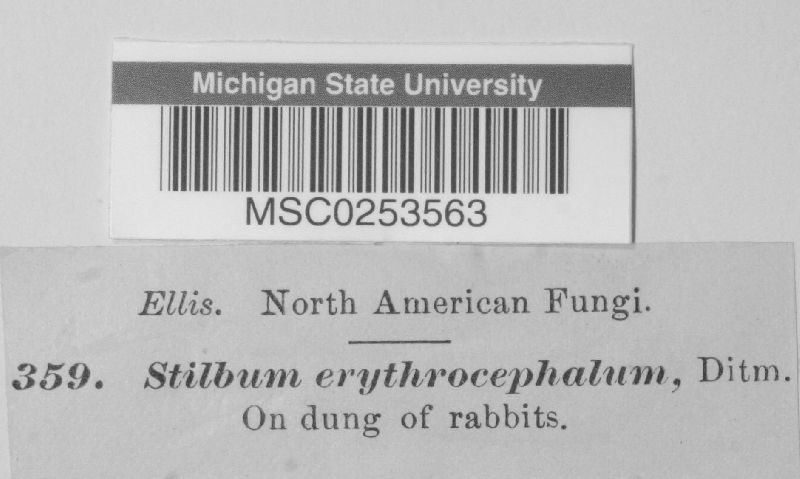 Michigan State University
MSC0253563
Ellis. North American Fungi.
359. Stilbum erythrocephalum, Ditm.
On dung of rabbits.